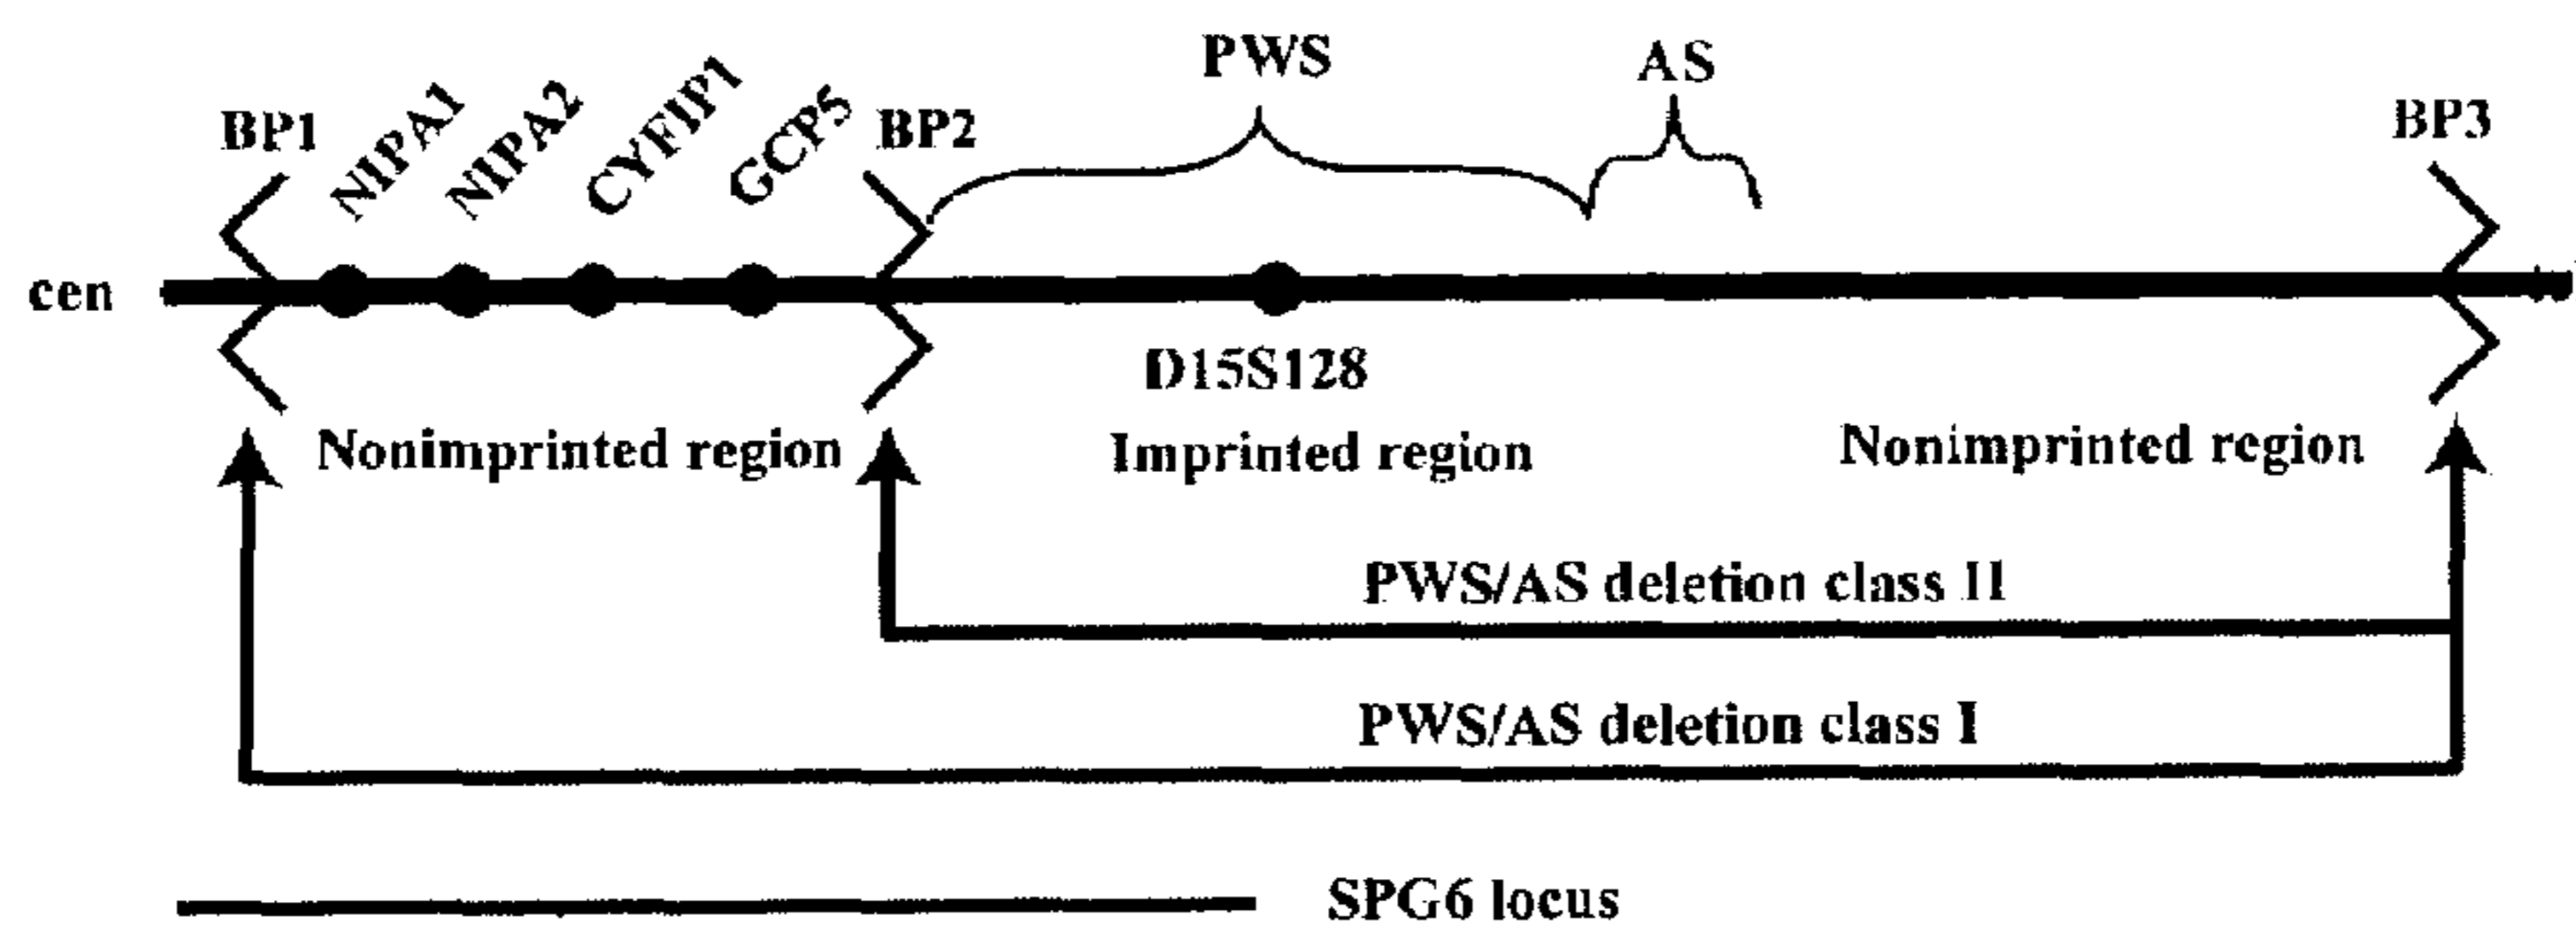 PWS
AS
BP1
NIPA1
NIPA2
CYFIP1
GCP5
BP2
BP3
cen
D15S128
Nonimprinted region
Imprinted region
Nonimprinted region
PWS/AS deletion class II
PWS/AS deletion class I
SPG6 locus